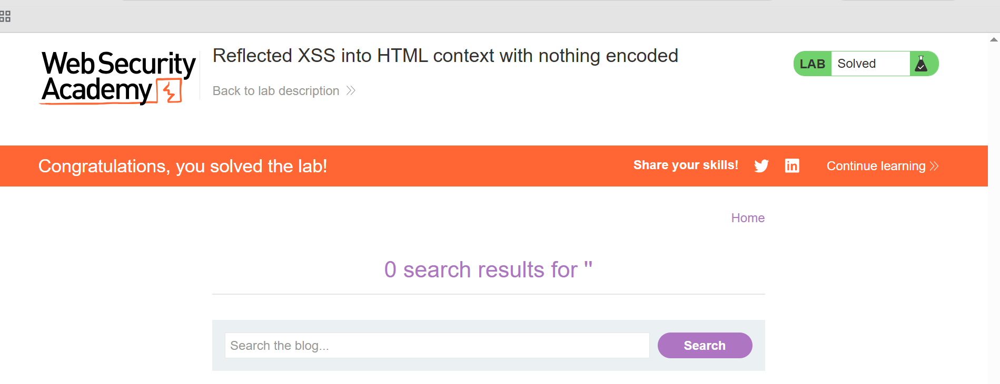 Web Security
Academy
Reflected XSS into HTML context with nothing encoded
Back to lab description
LAB Solved
Congratulations, you solved the lab!
Share your skills!
Continue learning
Home
0 search results for ''
Search the blog...
Search